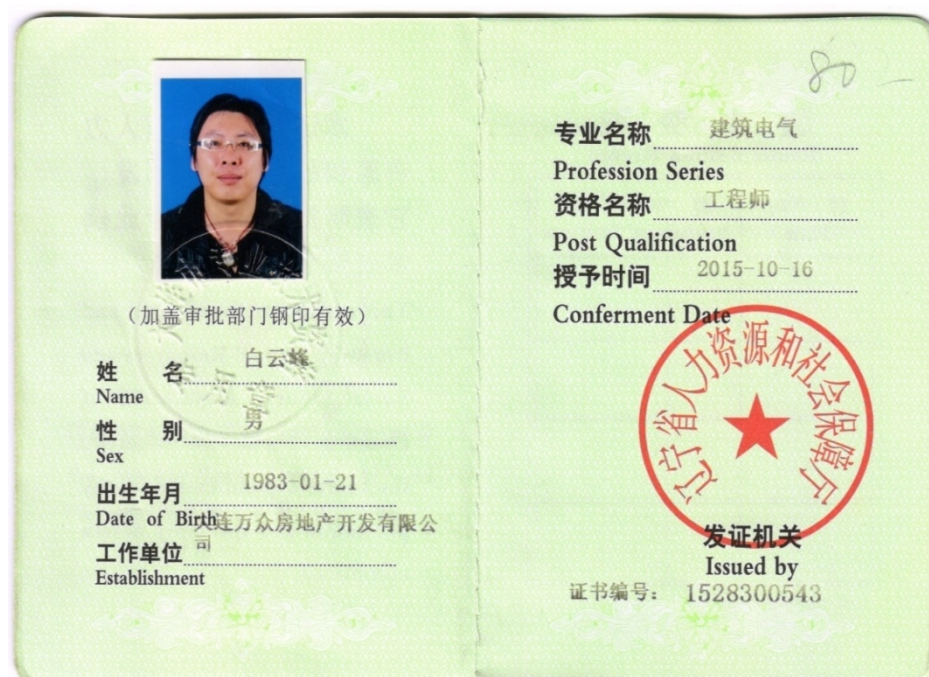 80
(加盖审批部门钢印有效)
姓 名 白云峰
Name
性 别 男
Sex
出生年月 1983-01-21
Date of Birth
工作单位 大连万众房地产开发有限公
司
Establishment
专业名称 建筑电气
Profession Series
资格名称 工程师
Post Qualification
授予时间 2015-10-16
Conferment Date
辽宁省人力资源和社会保障厅
发证机关
Issued by
证书编号: 1528300543